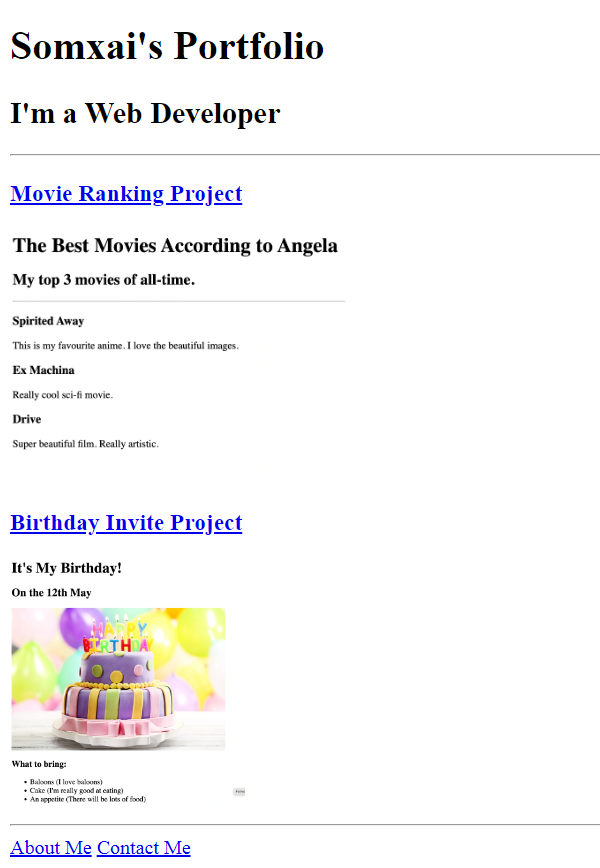 Somxai's Portfolio
I'm a Web Developer
Movie Ranking Project
The Best Movies According to Angela
My top 3 movies of all-time.
Spirited Away
This is my favourite anime. I love the beautiful images.
Ex Machina
Really cool sci-fi movie.
Drive
Super beautiful film. Really artistic.
Birthday Invite Project
It's My Birthday!
On the 12th May
HAPPY
BIRTHDAY
What to bring:
• Baloons (I love baloons)
• Cake (I'm really good at eating)
• An appetite (There will be lots of food)
About Me Contact Me